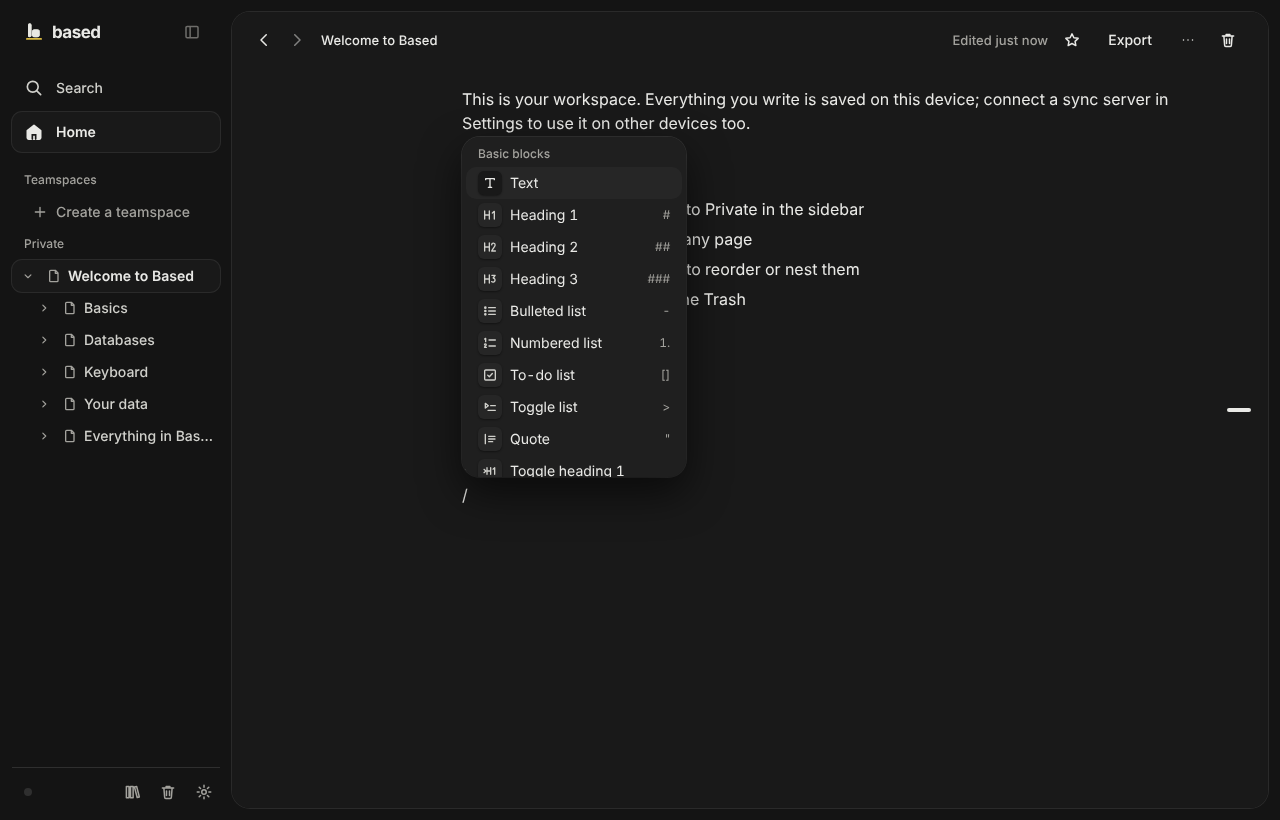 based
Search
Home
Teamspaces
Create a teamspace
Private
Welcome to Based
Basics
Databases
Keyboard
Your data
Everything in Bas...
Welcome to Based
Edited just now
Export
This is your workspace. Everything you write is saved on this device; connect a sync server in
Settings to use it on other devices too.
Basic blocks
Text
Heading 1 #
Heading 2 ##
Heading 3 ###
Bulleted list -
Numbered list 1.
To-do list []
Toggle list >
Quote "
Toggle heading 1
to Private in the sidebar
any page
to reorder or nest them
Trash
/